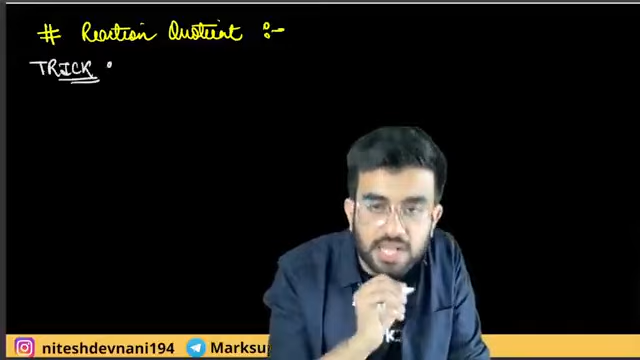 # Reaction Quotient :-
TRICK :
niteshdevnani194 Marksu